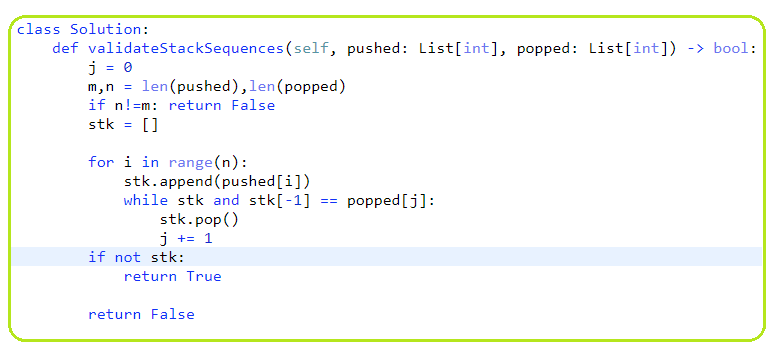 class Solution:
    def validateStackSequences(self, pushed: List[int], popped: List[int]) -> bool:
        j = 0
        m,n = len(pushed),len(popped)
        if n!=m: return False
        stk = []

        for i in range(n):
            stk.append(pushed[i])
            while stk and stk[-1] == popped[j]:
                stk.pop()
                j += 1
        if not stk:
            return True

        return False